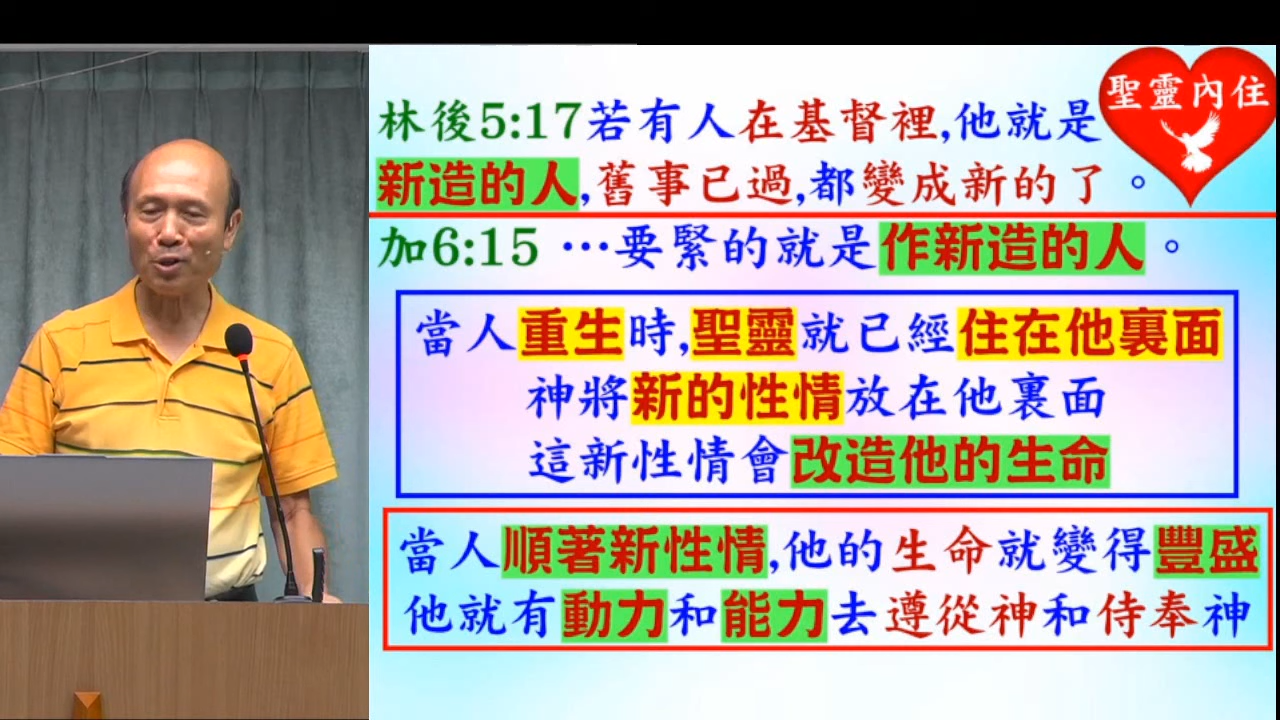 聖靈內住
林後5:17若有人在基督裡,他就是
新造的人,舊事已過,都變成新的了。
加6:15 …要緊的就是作新造的人。
當人重生時,聖靈就已經住在他裏面
神將新的性情放在他裏面
這新性情會改造他的生命
當人順著新性情,他的生命就變得豐盛
他就有動力和能力去遵從神和侍奉神